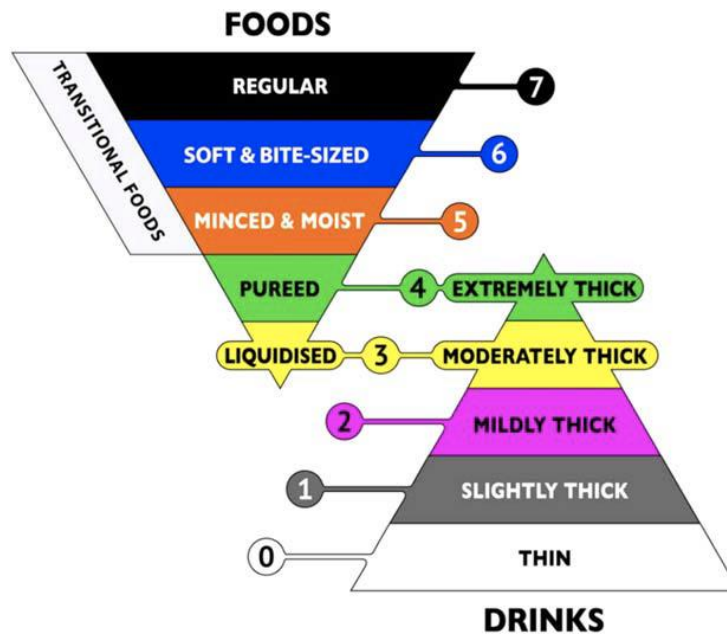 FOODS
TRANSITIONAL FOODS
REGULAR
7
SOFT & BITE-SIZED
6
MINCED & MOIST
5
PUREED
4
EXTREMELY THICK
LIQUIDISED
3
MODERATELY THICK
2
MILDLY THICK
1
SLIGHTLY THICK
0
THIN
DRINKS